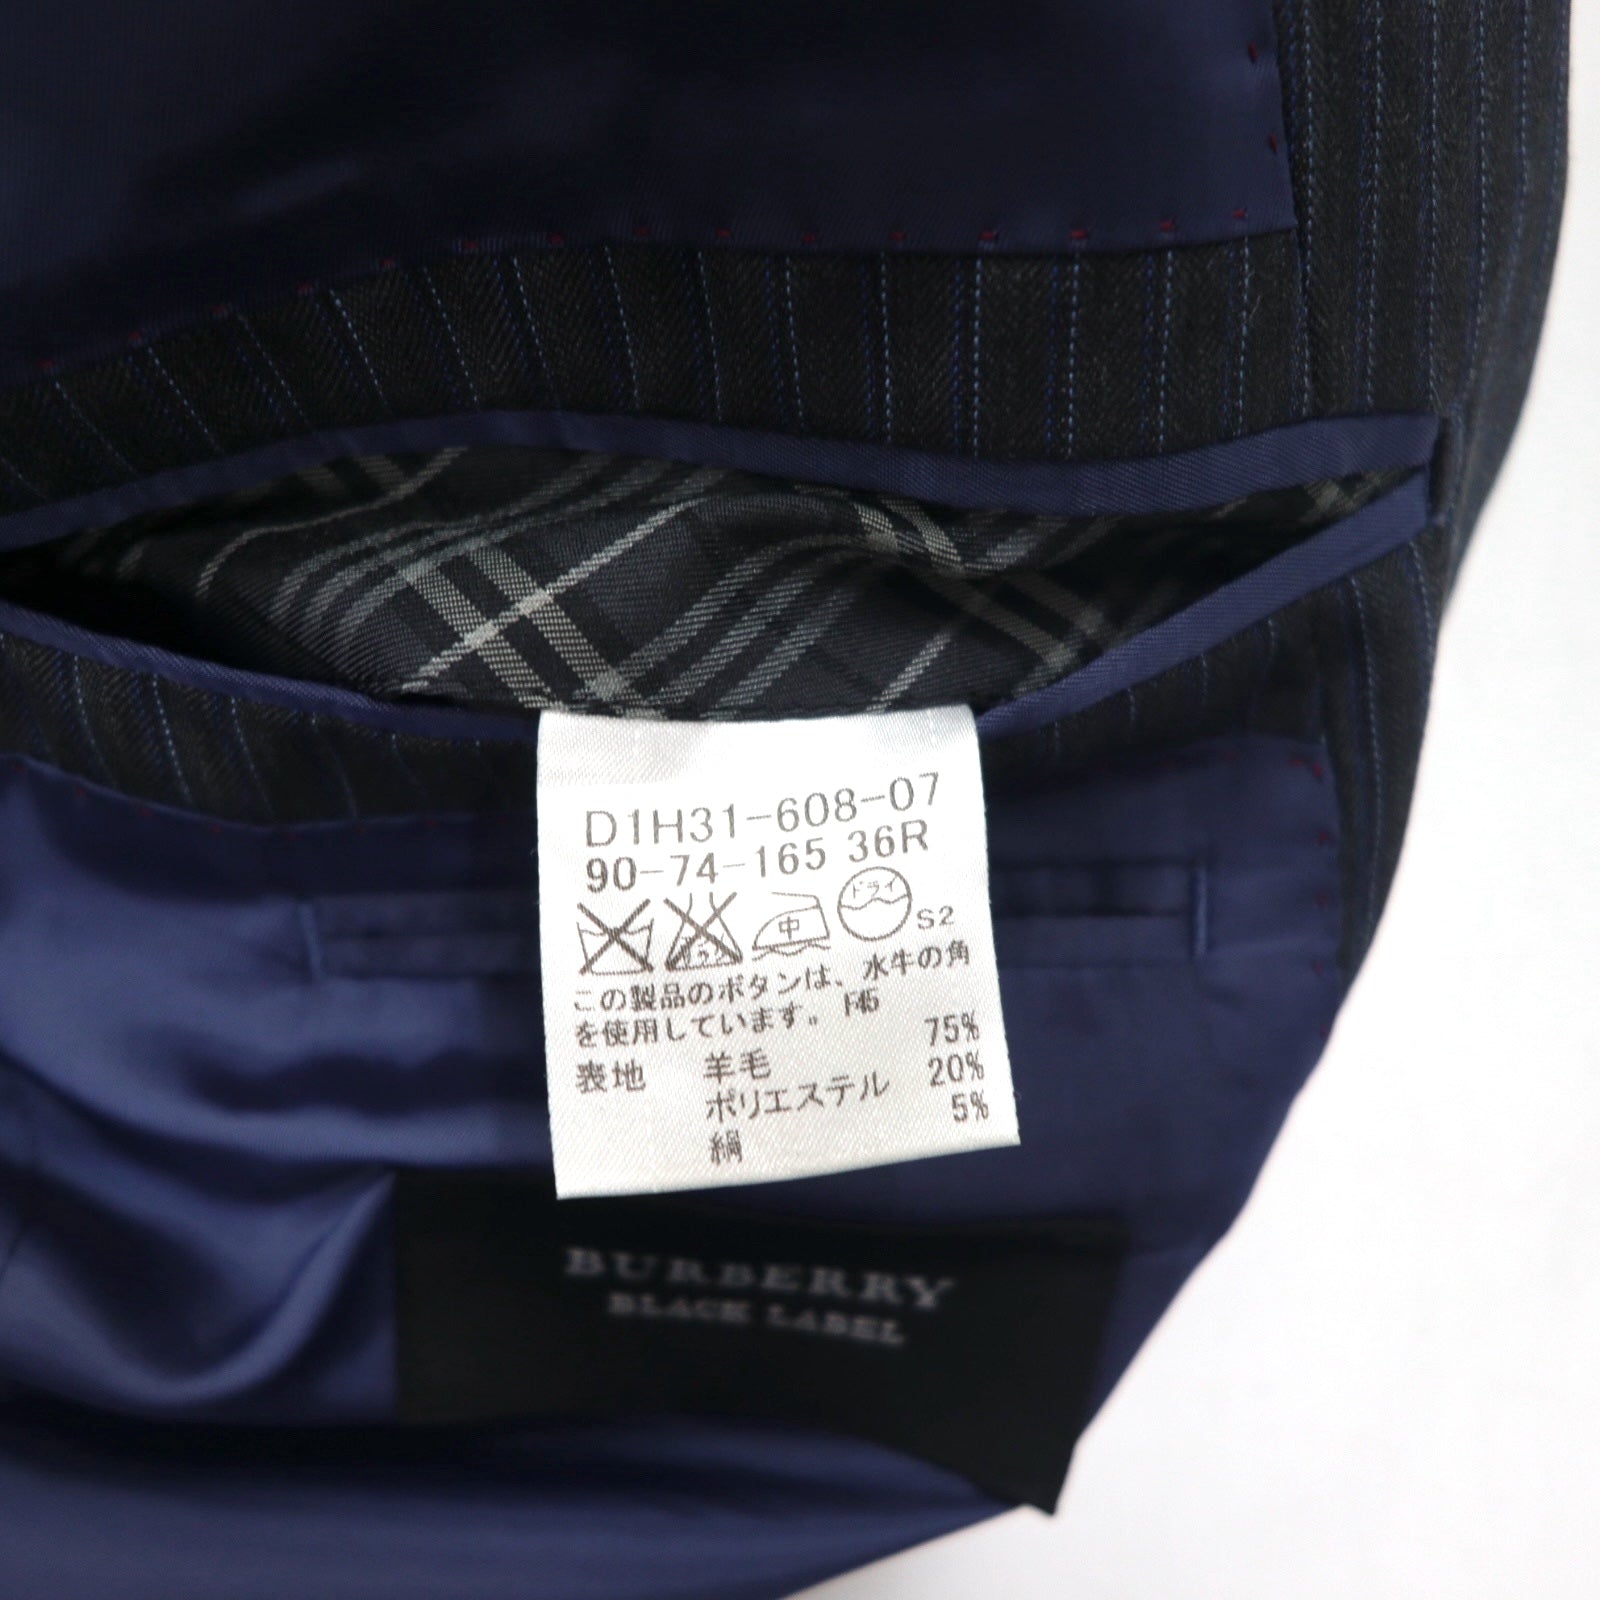 D1H31-608-07
90-74-165 36R
中 ドライ S2
この製品のボタンは、水牛の角
を使用しています。 F45
表地 羊毛 75%
ポリエステル 20%
絹 5%
BURBERRY
BLACK LABEL